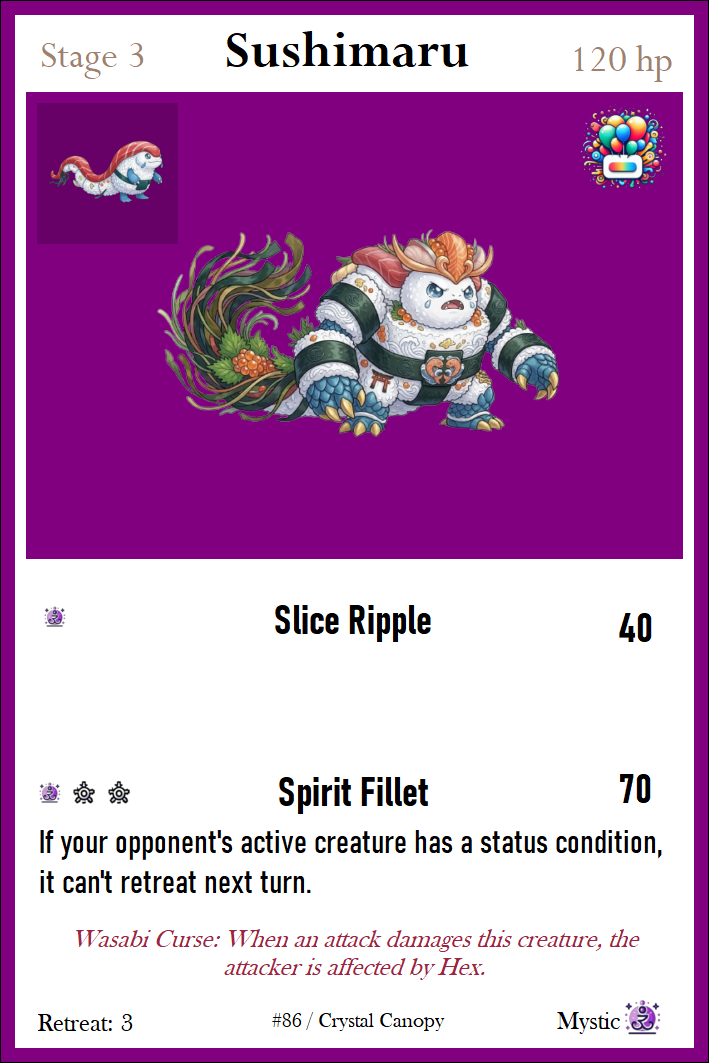 Stage 3
Sushimaru
120 hp
Slice Ripple
40
Spirit Fillet
70
If your opponent's active creature has a status condition,
it can't retreat next turn.
Wasabi Curse: When an attack damages this creature, the
attacker is affected by Hex.
Retreat: 3
#86 / Crystal Canopy
Mystic